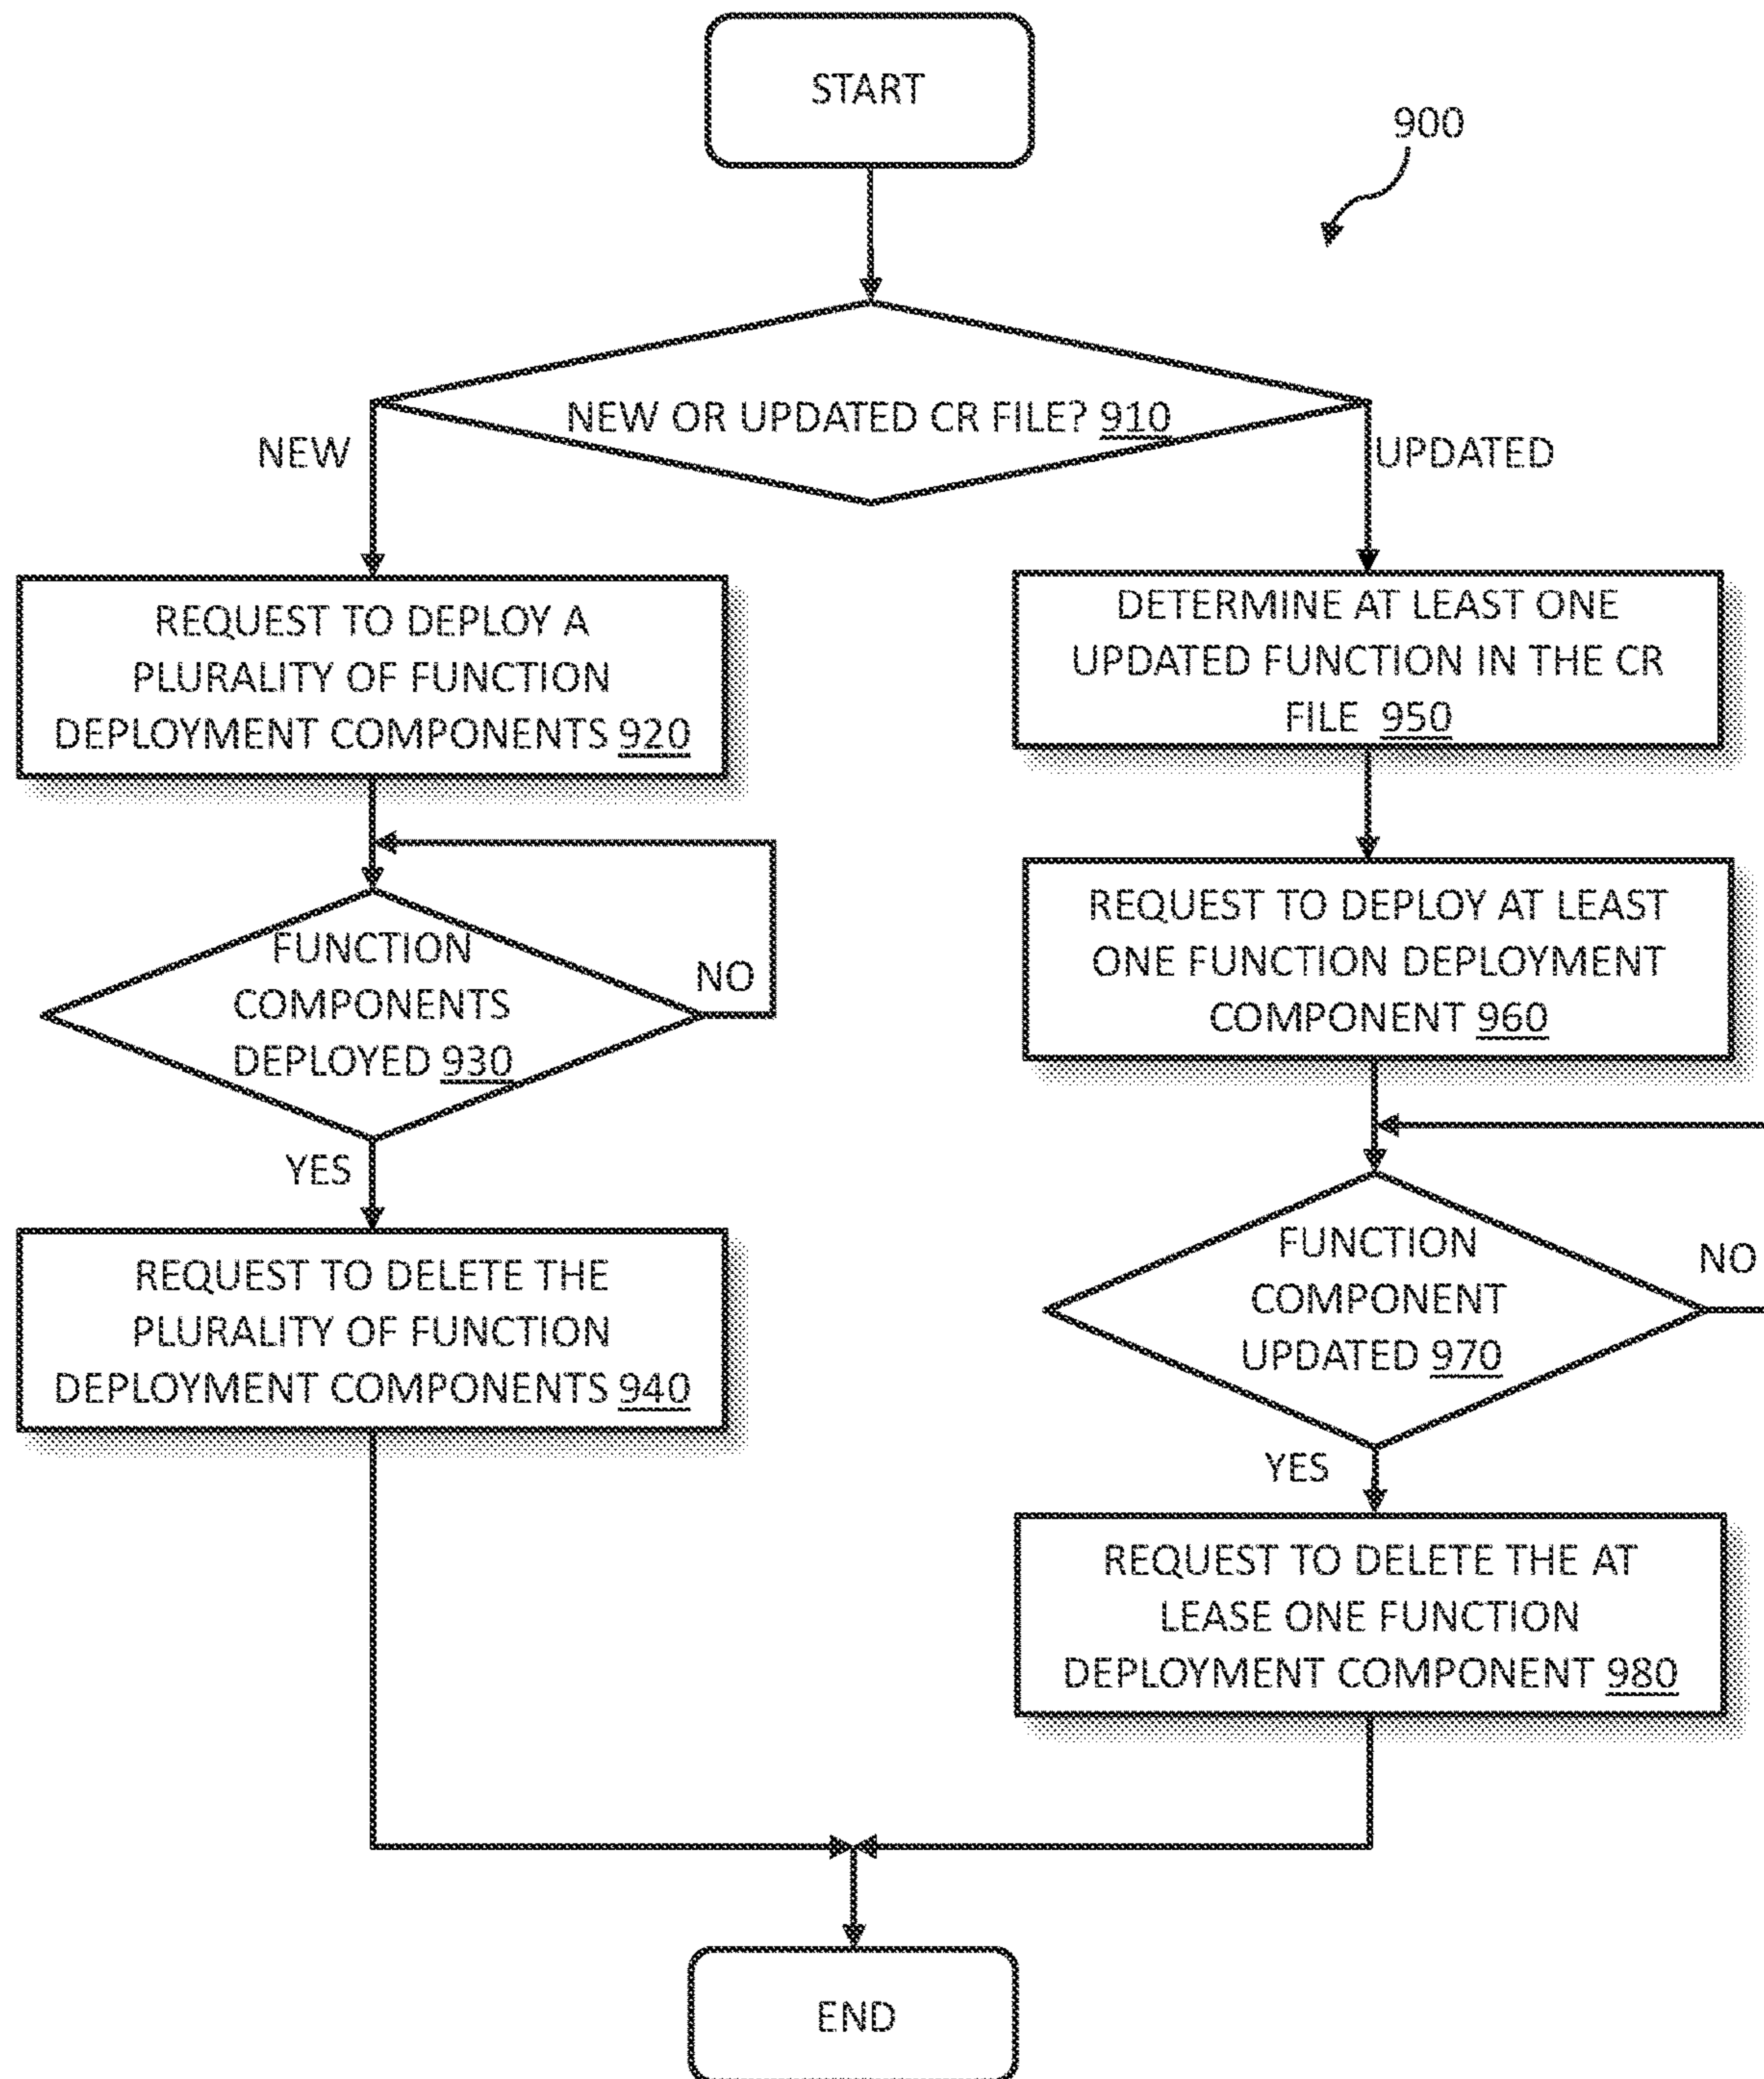 START
900
NEW OR UPDATED CR FILE? 910
NEW
UPDATED
REQUEST TO DEPLOY A
PLURALITY OF FUNCTION
DEPLOYMENT COMPONENTS 920
DETERMINE AT LEAST ONE
UPDATED FUNCTION IN THE CR
FILE 950
FUNCTION
COMPONENTS
DEPLOYED 930
NO
REQUEST TO DEPLOY AT LEAST
ONE FUNCTION DEPLOYMENT
COMPONENT 960
YES
REQUEST TO DELETE THE
PLURALITY OF FUNCTION
DEPLOYMENT COMPONENTS 940
FUNCTION
COMPONENT
UPDATED 970
NO
YES
REQUEST TO DELETE THE AT
LEASE ONE FUNCTION
DEPLOYMENT COMPONENT 980
END